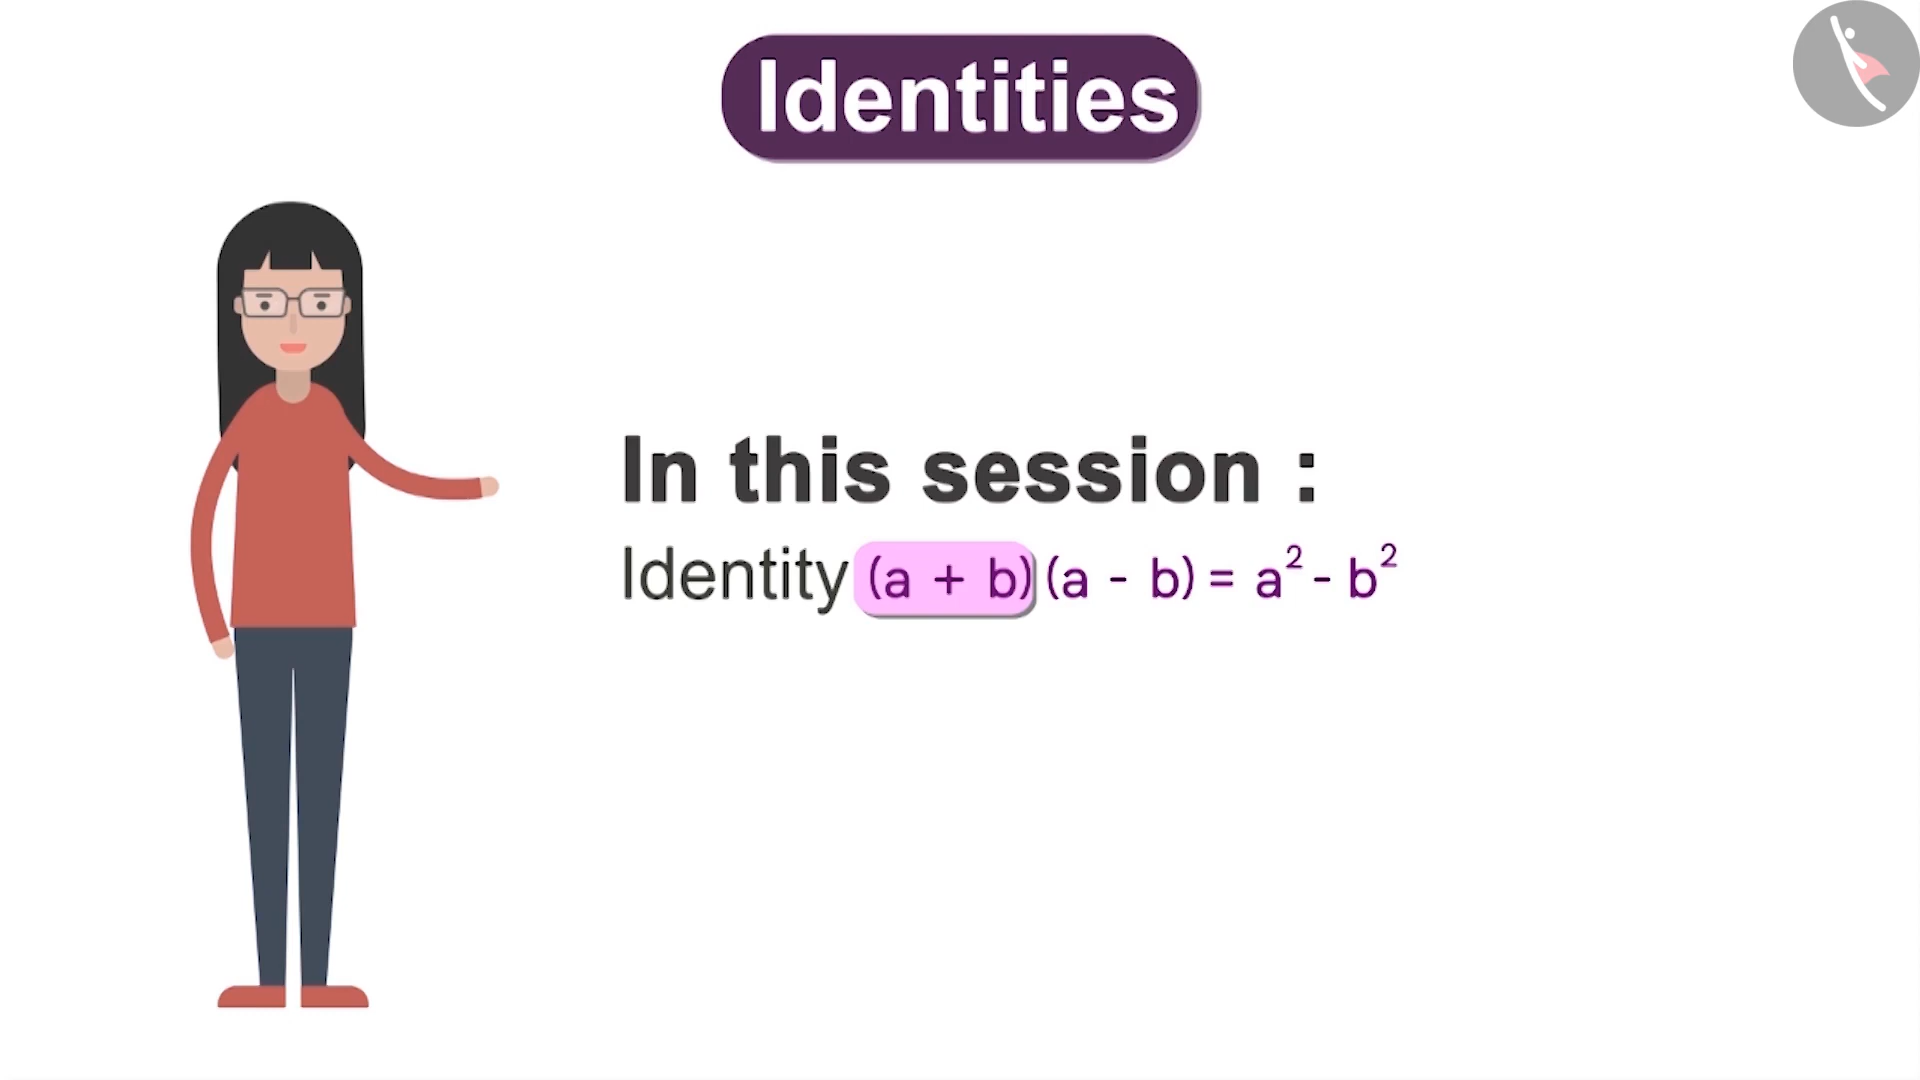 Identities
In this session :
Identity (a + b) (a - b) = a² - b²